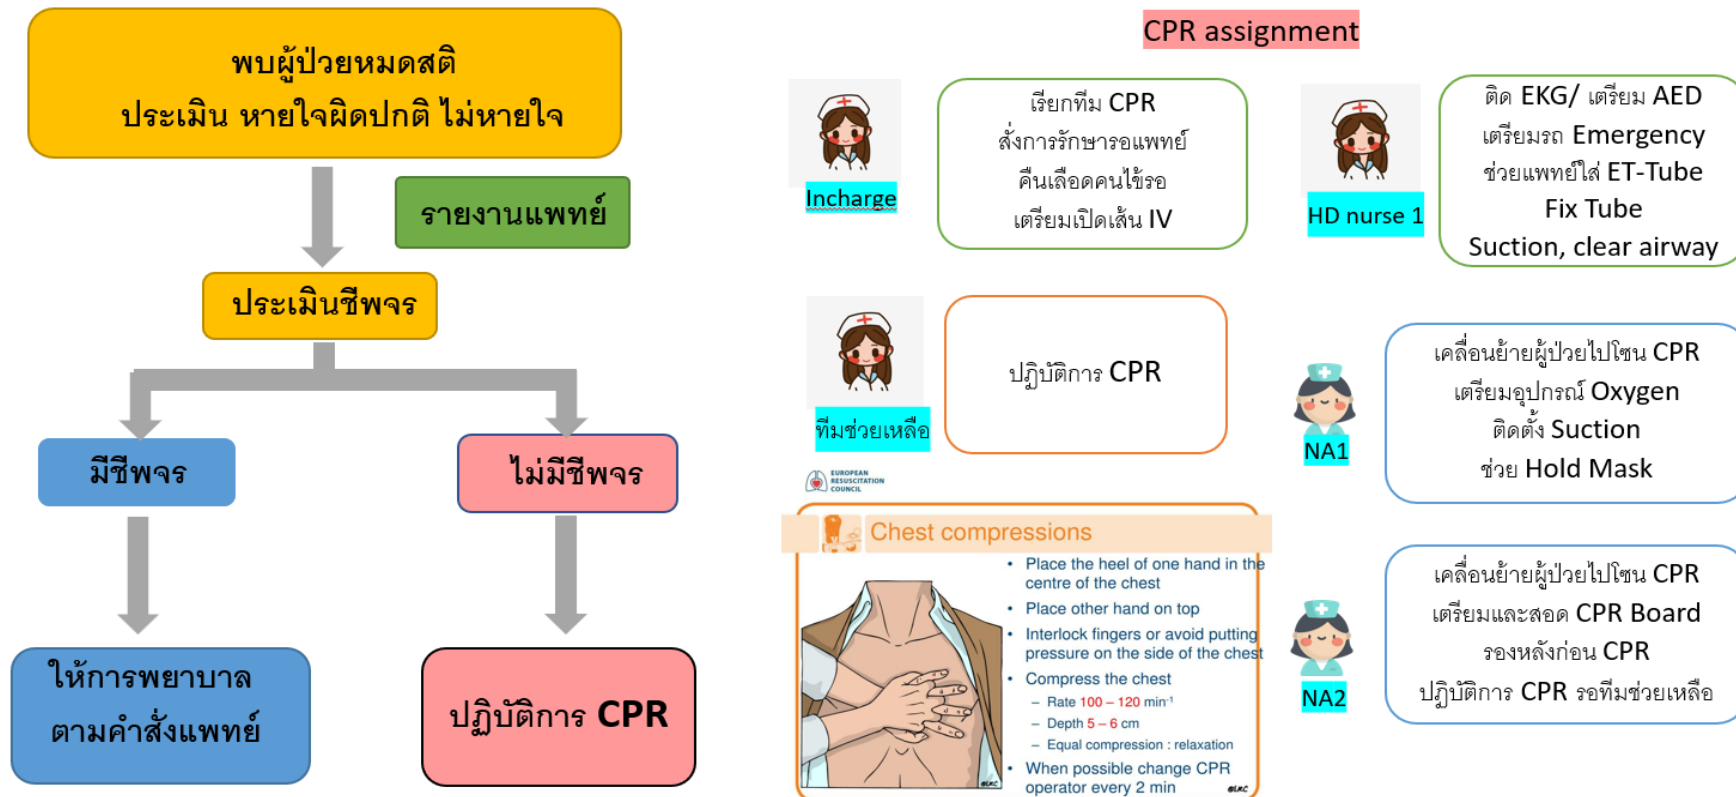 พบผู้ป่วยหมดสติ
ประเมิน หายใจผิดปกติ ไม่หายใจ
รายงานแพทย์
ประเมินชีพจร
มีชีพจร
ไม่มีชีพจร
ให้การพยาบาล
ตามคำสั่งแพทย์
ปฏิบัติการ CPR
CPR assignment
Incharge
เรียกทีม CPR
สั่งการรักษารอแพทย์
คืนเลือดคนไข้รอ
เตรียมเปิดเส้น IV
HD nurse 1
ติด EKG/ เตรียม AED
เตรียมรถ Emergency
ช่วยแพทย์ใส่ ET-Tube
Fix Tube
Suction, clear airway
ทีมช่วยเหลือ
ปฏิบัติการ CPR
NA1
เคลื่อนย้ายผู้ป่วยไปโซน CPR
เตรียมอุปกรณ์ Oxygen
ติดตั้ง Suction
ช่วย Hold Mask
EUROPEAN
RESUSCITATION
COUNCIL
Chest compressions
• Place the heel of one hand in the
centre of the chest
• Place other hand on top
• Interlock fingers or avoid putting
pressure on the side of the chest
• Compress the chest
– Rate 100 – 120 min⁻¹
– Depth 5 – 6 cm
– Equal compression : relaxation
• When possible change CPR
operator every 2 min
NA2
เคลื่อนย้ายผู้ป่วยไปโซน CPR
เตรียมและสอด CPR Board
รองหลังก่อน CPR
ปฏิบัติการ CPR รอทีมช่วยเหลือ